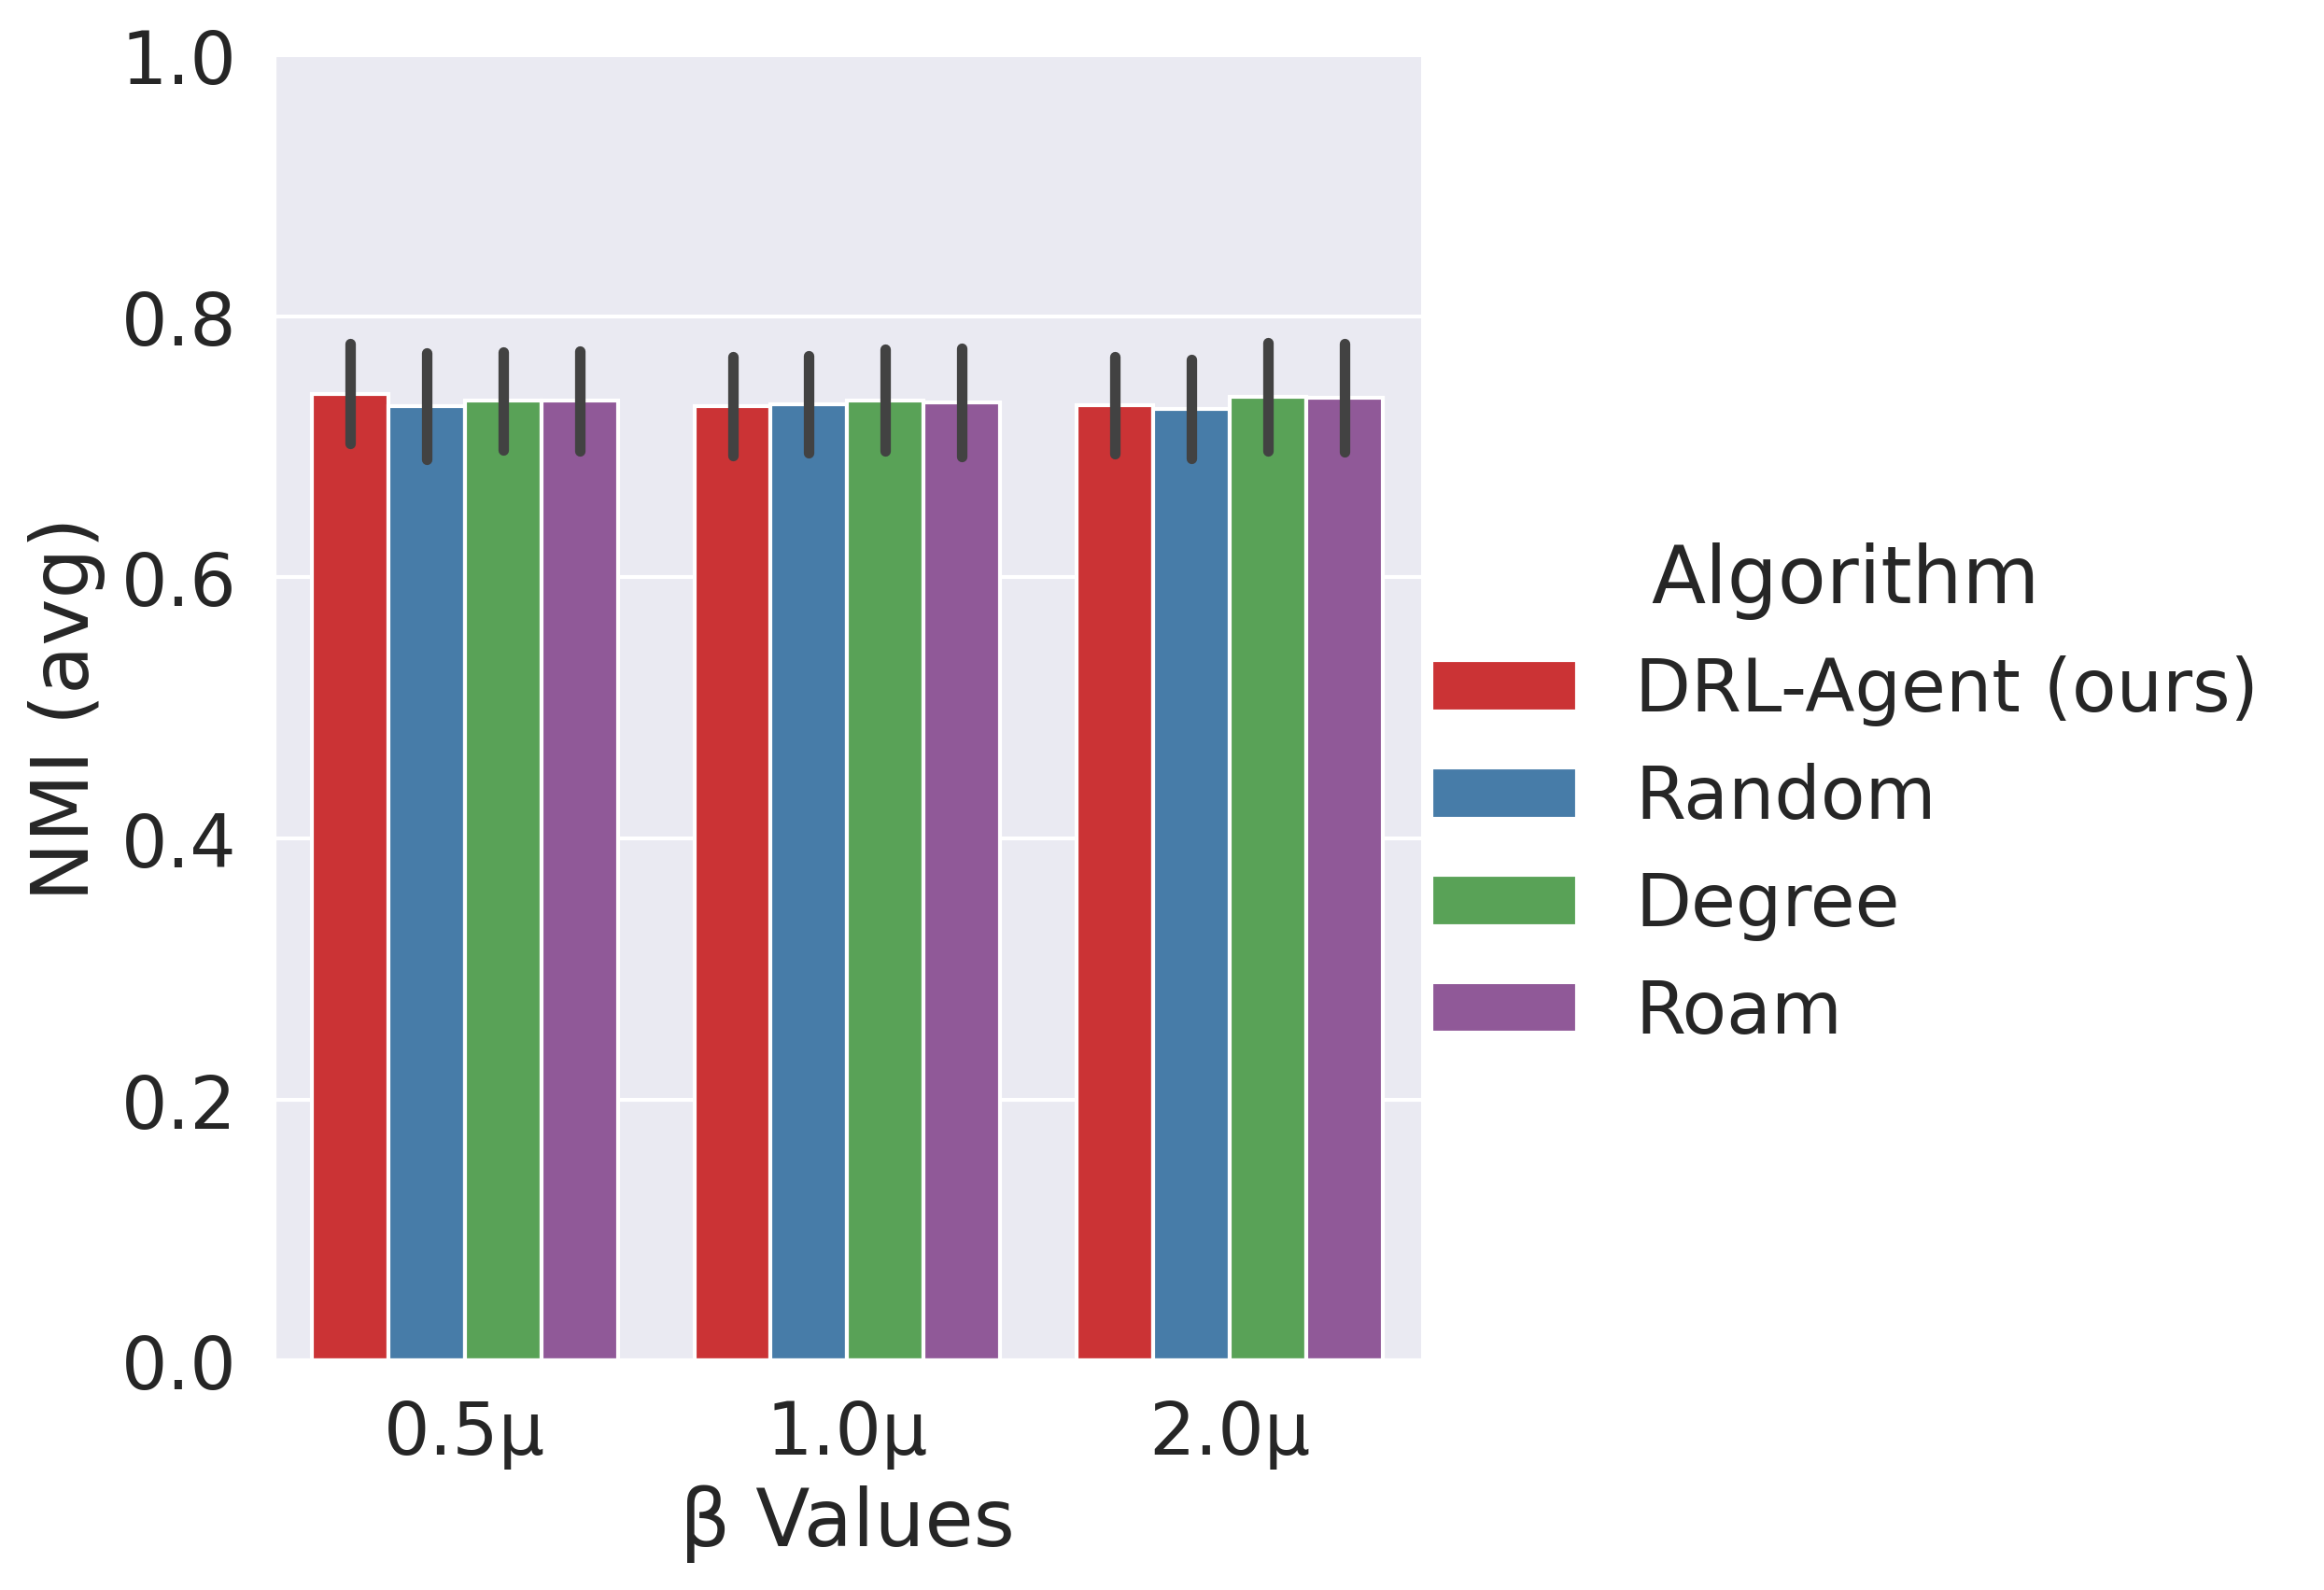 1.0
0.8
0.6
0.4
0.2
0.0
NMI (avg)
0.5µ
1.0µ
2.0µ
β Values
Algorithm
DRL-Agent (ours)
Random
Degree
Roam